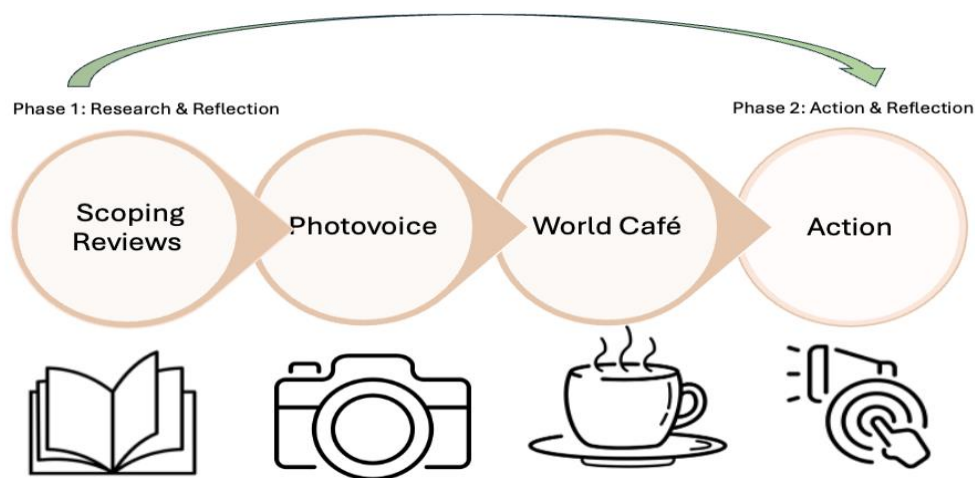 Phase 1: Research & Reflection
Phase 2: Action & Reflection
Scoping
Reviews
Photovoice
World Café
Action